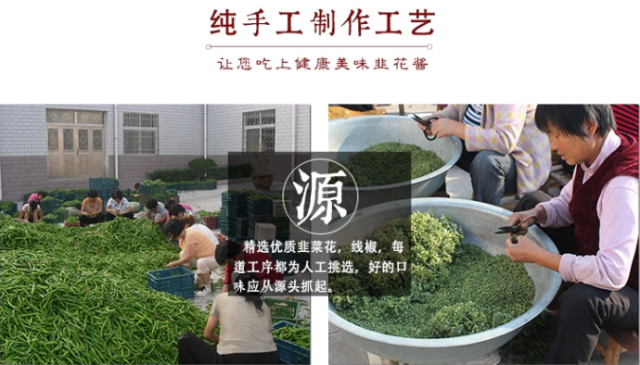 纯手工制作工艺
让您吃上健康美味韭花酱
源
精选优质韭菜花，线椒，每
道工序都为人工挑选，好的口
味应从源头抓起。